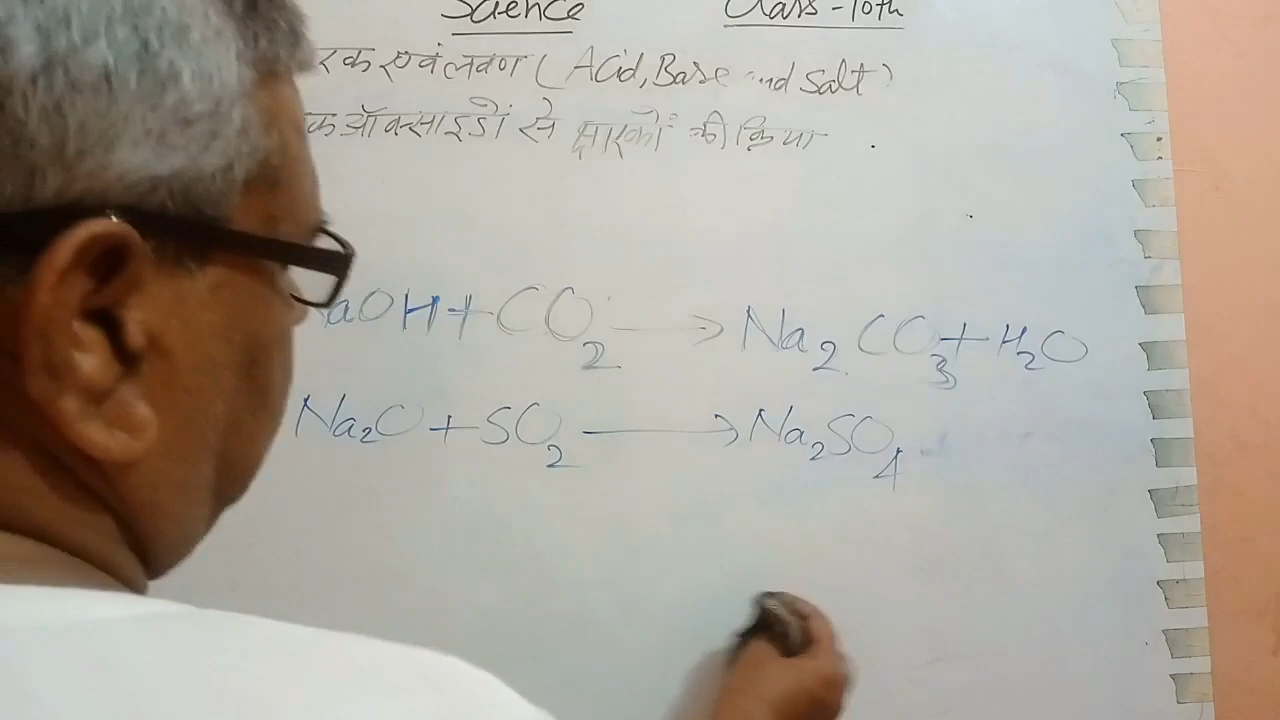 Science Class-10th
रक एवं लवण (Acid, Base and Salt)
क ऑक्साइडों से क्षारकों की क्रिया
aOH + CO2 → Na2CO3 + H2O
Na2O + SO2 → Na2SO4